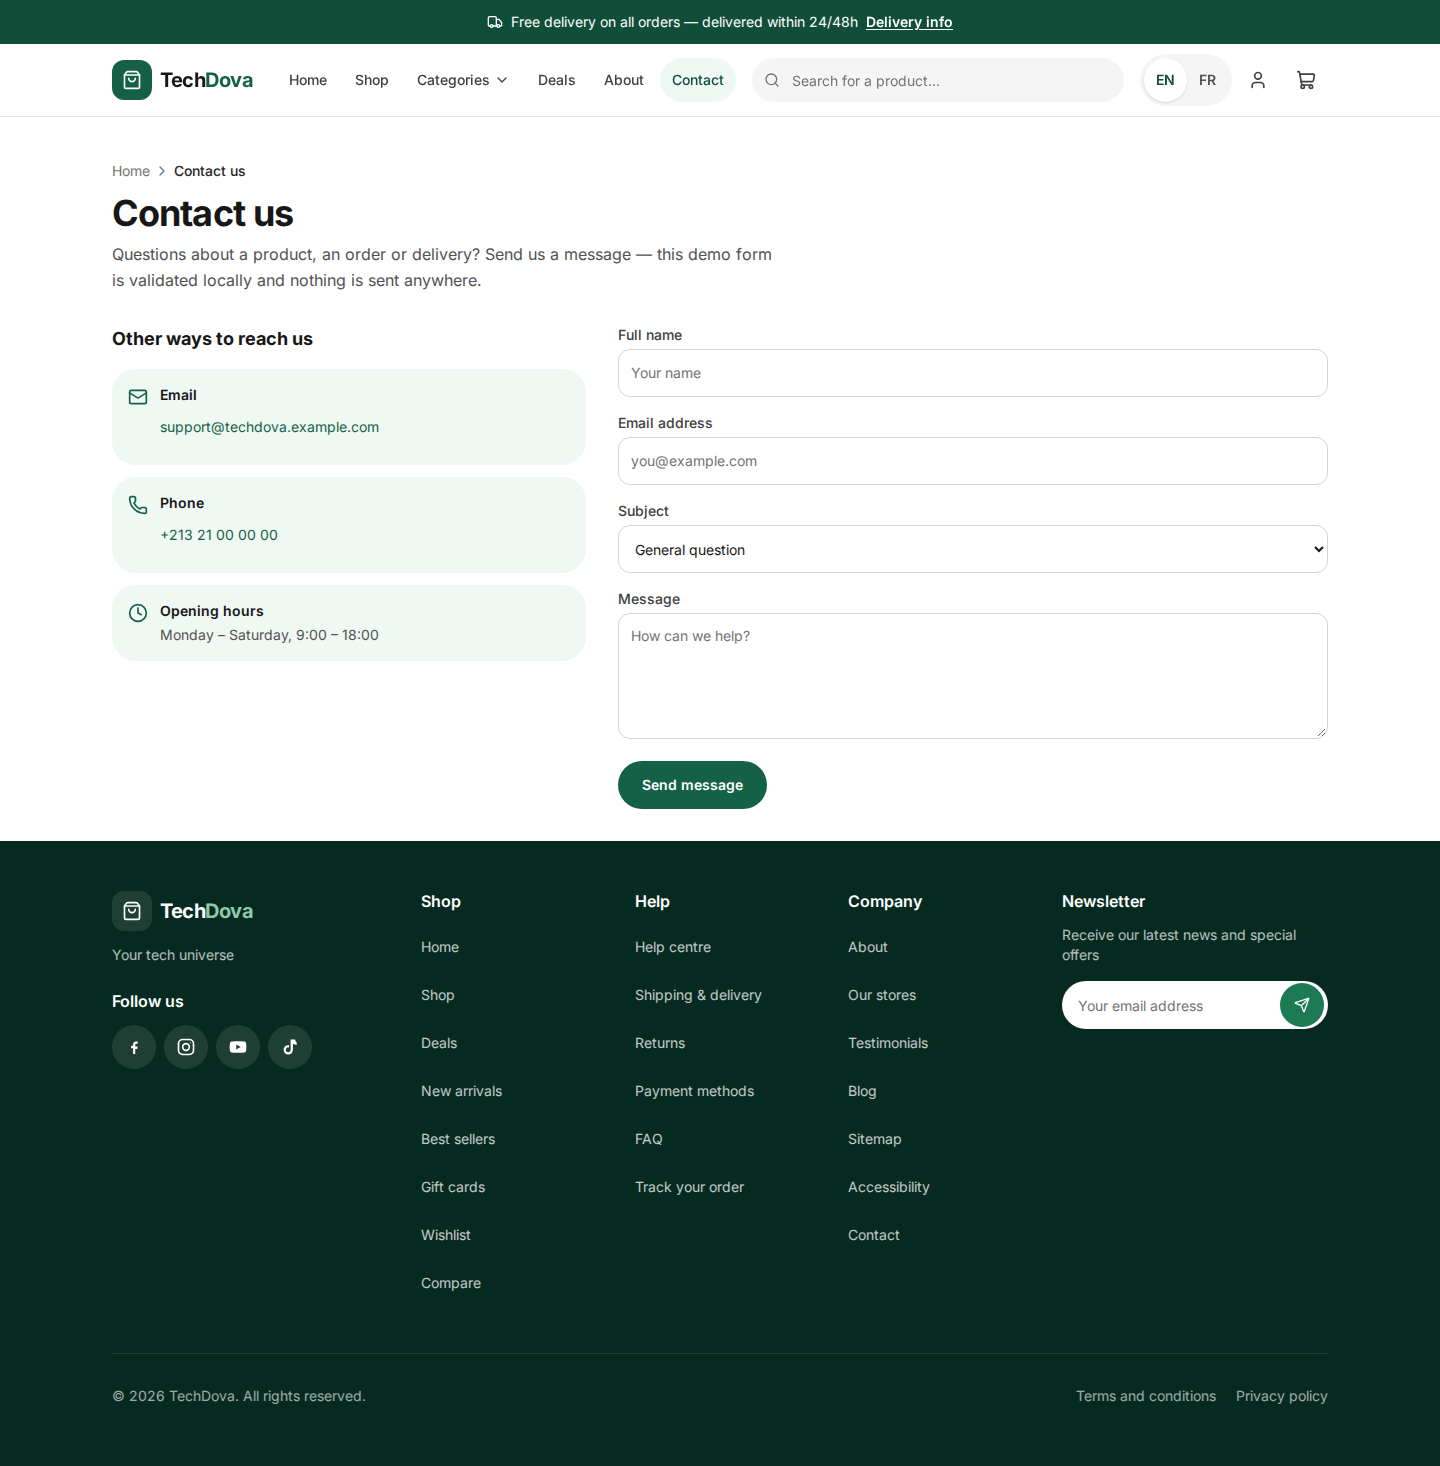 Free delivery on all orders — delivered within 24/48h Delivery info
TechDova
Home
Shop
Categories
Deals
About
Contact
Search for a product...
EN
FR
Home
Contact us
Contact us
Questions about a product, an order or delivery? Send us a message — this demo form
is validated locally and nothing is sent anywhere.
Other ways to reach us
Email
support@techdova.example.com
Phone
+213 21 00 00 00
Opening hours
Monday – Saturday, 9:00 – 18:00
Full name
Your name
Email address
you@example.com
Subject
General question
Message
How can we help?
Send message
TechDova
Your tech universe
Follow us
Shop
Home
Shop
Deals
New arrivals
Best sellers
Gift cards
Wishlist
Compare
Help
Help centre
Shipping & delivery
Returns
Payment methods
FAQ
Track your order
Company
About
Our stores
Testimonials
Blog
Sitemap
Accessibility
Contact
Newsletter
Receive our latest news and special
offers
Your email address
© 2026 TechDova. All rights reserved.
Terms and conditions
Privacy policy